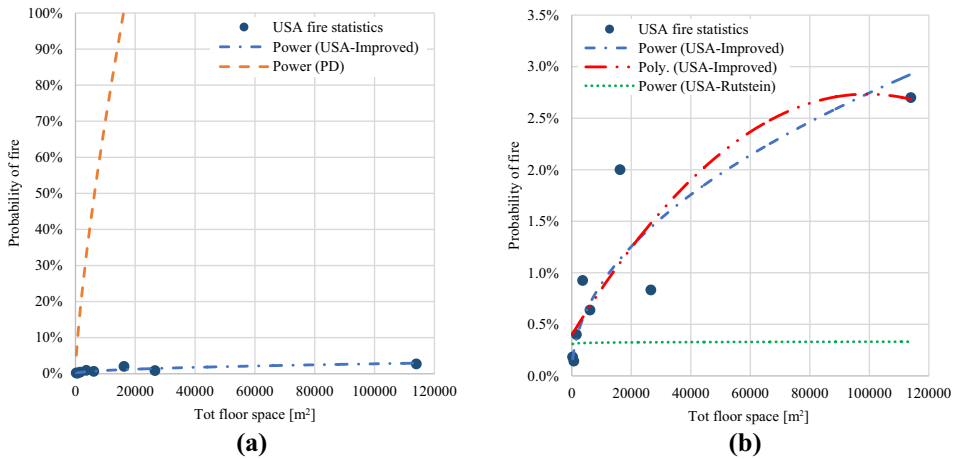 100%
90%
80%
70%
60%
50%
40%
30%
20%
10%
0%
Probability of fire
USA fire statistics
Power (USA-Improved)
Power (PD)
0 20000 40000 60000 80000 100000 120000
Tot floor space [m²]
(a)
3.5%
3.0%
2.5%
2.0%
1.5%
1.0%
0.5%
0.0%
Probability of fire
USA fire statistics
Power (USA-Improved)
Poly. (USA-Improved)
Power (USA-Rutstein)
0 20000 40000 60000 80000 100000 120000
Tot floor space [m²]
(b)